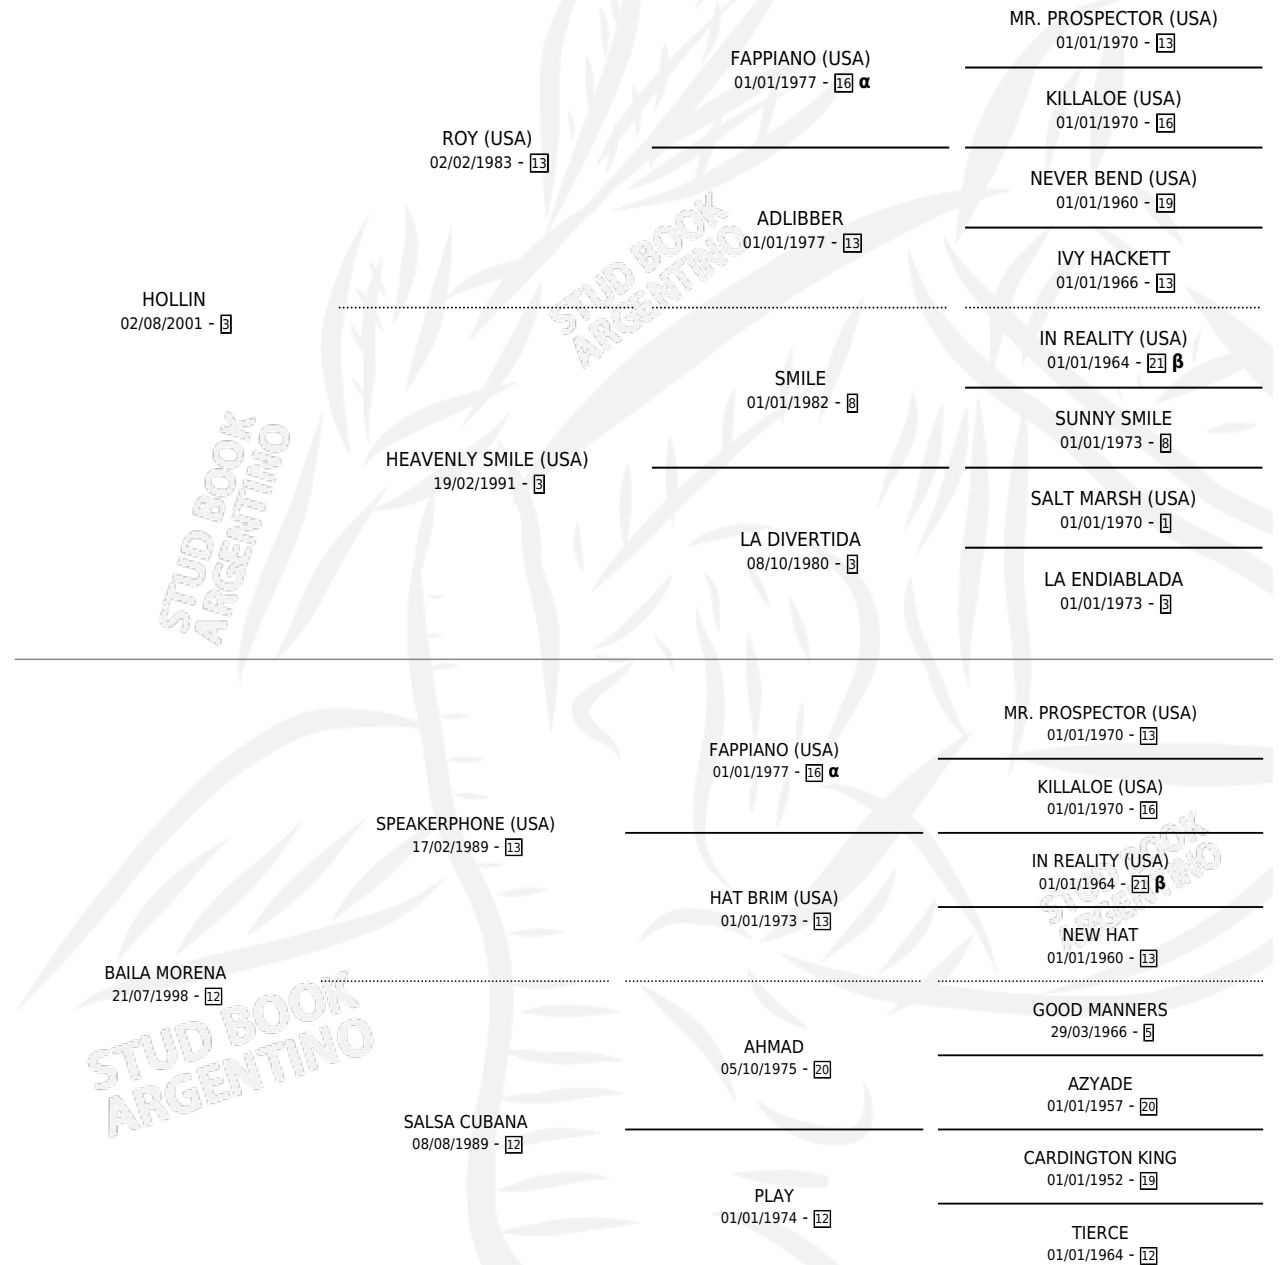 MR. PROSPECTOR (USA)
01/01/1970 - 13
FAPPIANO (USA)
01/01/1977 - 16 α
KILLALOE (USA)
01/01/1970 - 16
ROY (USA)
02/02/1983 - 13
NEVER BEND (USA)
01/01/1960 - 19
ADLIBBER
01/01/1977 - 13
IVY HACKETT
01/01/1966 - 13
HOLLIN
02/08/2001 - 3
IN REALITY (USA)
01/01/1964 - 21 β
SMILE
01/01/1982 - 8
SUNNY SMILE
01/01/1973 - 8
HEAVENLY SMILE (USA)
19/02/1991 - 3
SALT MARSH (USA)
01/01/1970 - 1
LA DIVERTIDA
08/10/1980 - 3
LA ENDIABLADA
01/01/1973 - 3
MR. PROSPECTOR (USA)
01/01/1970 - 13
FAPPIANO (USA)
01/01/1977 - 16 α
KILLALOE (USA)
01/01/1970 - 16
SPEAKERPHONE (USA)
17/02/1989 - 13
IN REALITY (USA)
01/01/1964 - 21 β
HAT BRIM (USA)
01/01/1973 - 13
NEW HAT
01/01/1960 - 13
BAILA MORENA
21/07/1998 - 12
GOOD MANNERS
29/03/1966 - 5
AHMAD
05/10/1975 - 20
AZYADE
01/01/1957 - 20
SALSA CUBANA
08/08/1989 - 12
CARDINGTON KING
01/01/1952 - 19
PLAY
01/01/1974 - 12
TIERCE
01/01/1964 - 12
STUD BOOK
ARGENTINO
STUD BOOK
ARGENTINO
STUD BOOK
ARGENTINO
STUD BOOK
ARGENTINO